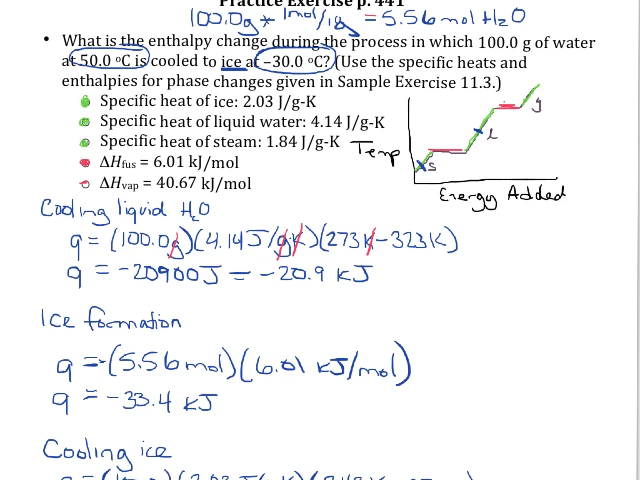 Practice Exercise p. 441
100.0g * 1mol/18g = 5.56 mol H₂O
• What is the enthalpy change during the process in which 100.0 g of water
at 50.0 °C is cooled to ice at −30.0 °C? (Use the specific heats and
enthalpies for phase changes given in Sample Exercise 11.3.)
Specific heat of ice: 2.03 J/g-K
Specific heat of liquid water: 4.14 J/g-K
Specific heat of steam: 1.84 J/g-K
ΔHfus = 6.01 kJ/mol
ΔHvap = 40.67 kJ/mol
Temp
s
l
g
Energy Added
Cooling liquid H₂O
q = (100.0g)(4.14J/g·K)(273K-323K)
q = -20900J = -20.9 kJ
Ice formation
q = -(5.56 mol)(6.01 kJ/mol)
q = -33.4 kJ
Cooling ice